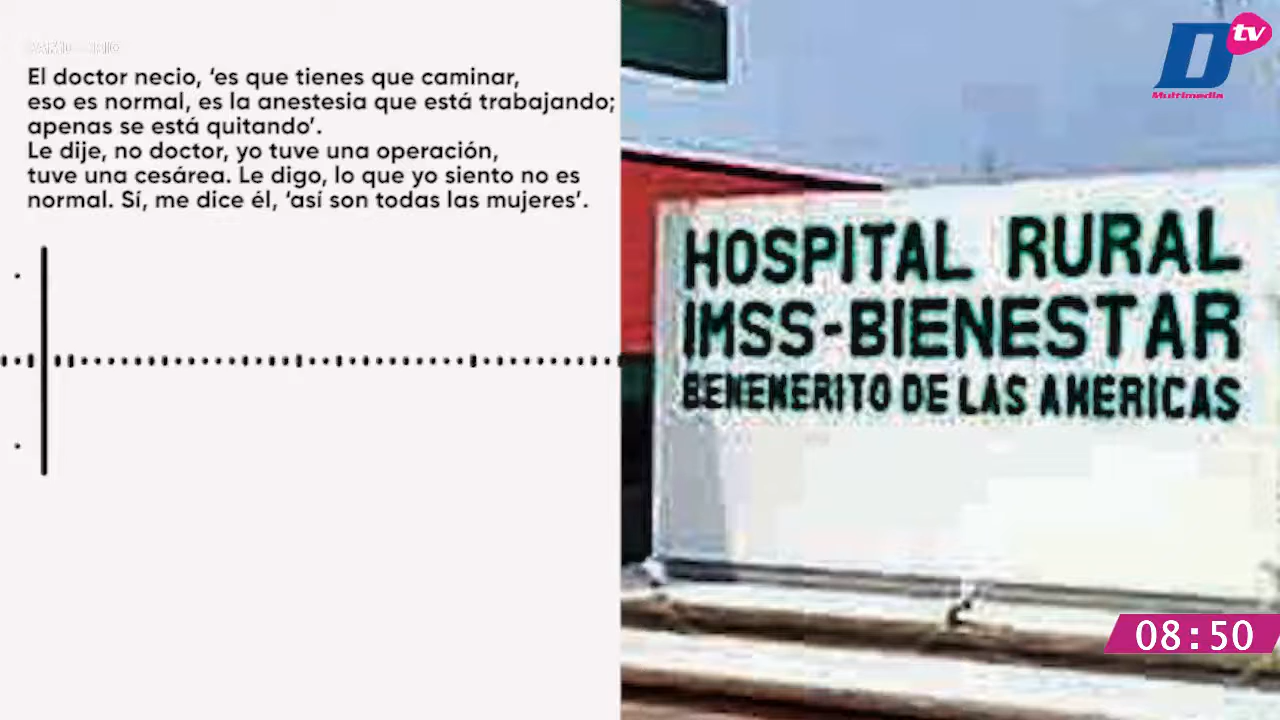 El doctor necio, ‘es que tienes que caminar,
eso es normal, es la anestesia que está trabajando;
apenas se está quitando’.
Le dije, no doctor, yo tuve una operación,
tuve una cesárea. Le digo, lo que yo siento no es
normal. Sí, me dice él, ‘así son todas las mujeres’.
D tv
Multimedia
HOSPITAL RURAL
IMSS-BIENESTAR
BENEMERITO DE LAS AMERICAS
08:50